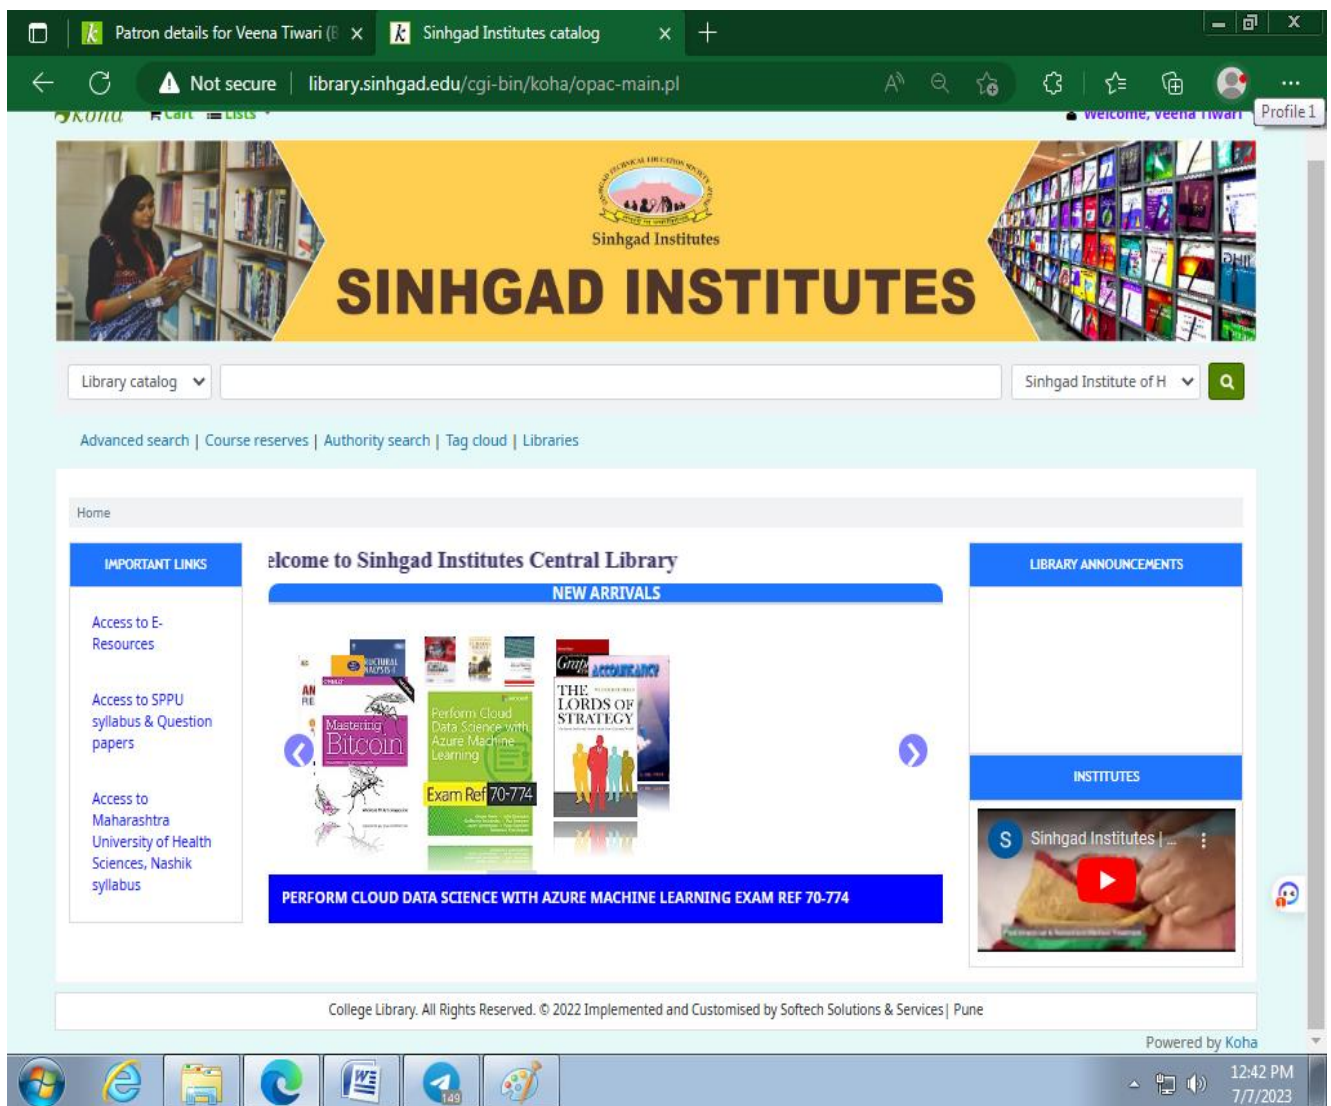 Patron details for Veena Tiwari (
Sinhgad Institutes catalog
Not secure | library.sinhgad.edu/cgi-bin/koha/opac-main.pl
Profile 1
koha Cart Lists
Welcome, Veena Tiwari
Sinhgad Institutes
SINHGAD INSTITUTES
Library catalog
Sinhgad Institute of H
Advanced search | Course reserves | Authority search | Tag cloud | Libraries
Home
IMPORTANT LINKS
Access to E-
Resources
Access to SPPU
syllabus & Question
papers
Access to
Maharashtra
University of Health
Sciences, Nashik
syllabus
elcome to Sinhgad Institutes Central Library
NEW ARRIVALS
Mastering
Bitcoin
Perform Cloud
Data Science with
Azure Machine
Learning
Exam Ref 70-774
ACCOUNTANCY
THE
LORDS OF
STRATEGY
PERFORM CLOUD DATA SCIENCE WITH AZURE MACHINE LEARNING EXAM REF 70-774
LIBRARY ANNOUNCEMENTS
INSTITUTES
S Sinhgad Institutes | ...
College Library. All Rights Reserved. © 2022 Implemented and Customised by Softech Solutions & Services| Pune
Powered by Koha
149
12:42 PM
7/7/2023